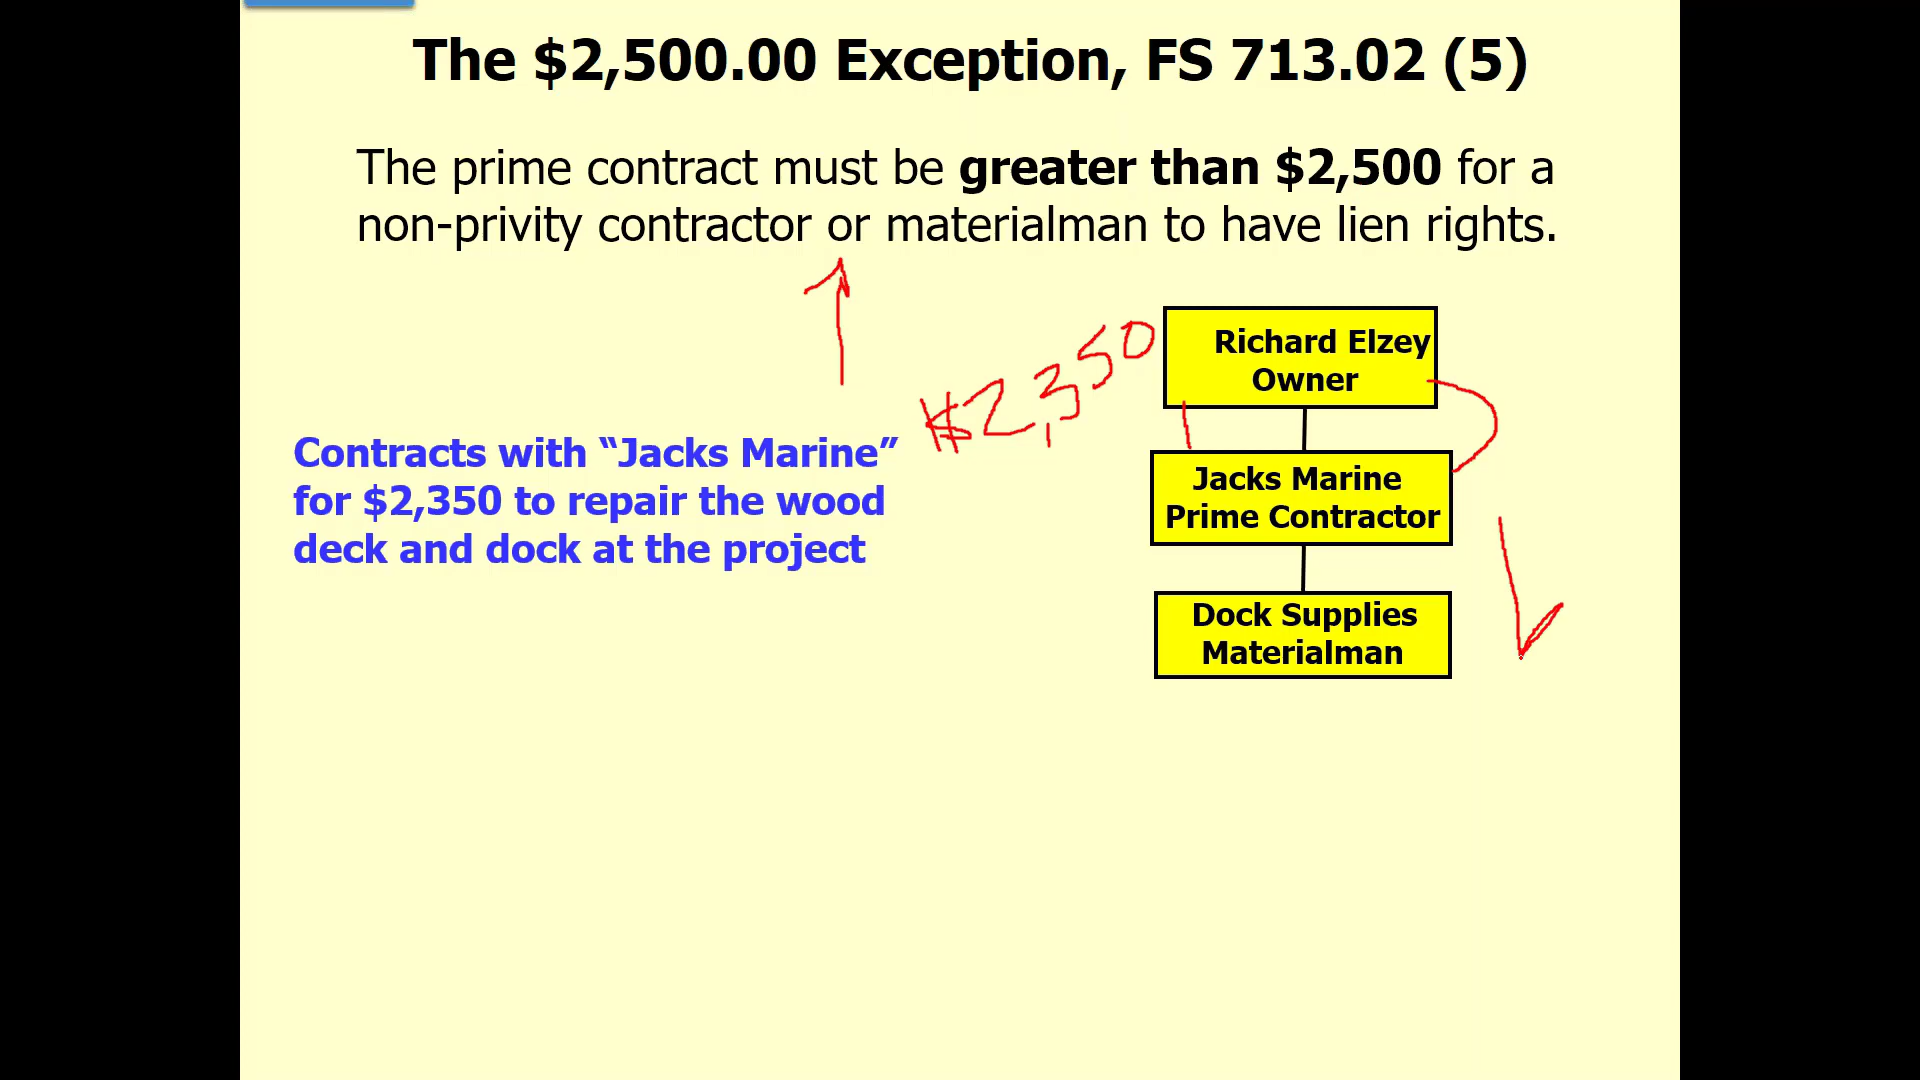 The $2,500.00 Exception, FS 713.02 (5)
The prime contract must be greater than $2,500 for a
non-privity contractor or materialman to have lien rights.
$2,350
Richard Elzey
Owner
Contracts with “Jacks Marine”
for $2,350 to repair the wood
deck and dock at the project
Jacks Marine
Prime Contractor
Dock Supplies
Materialman